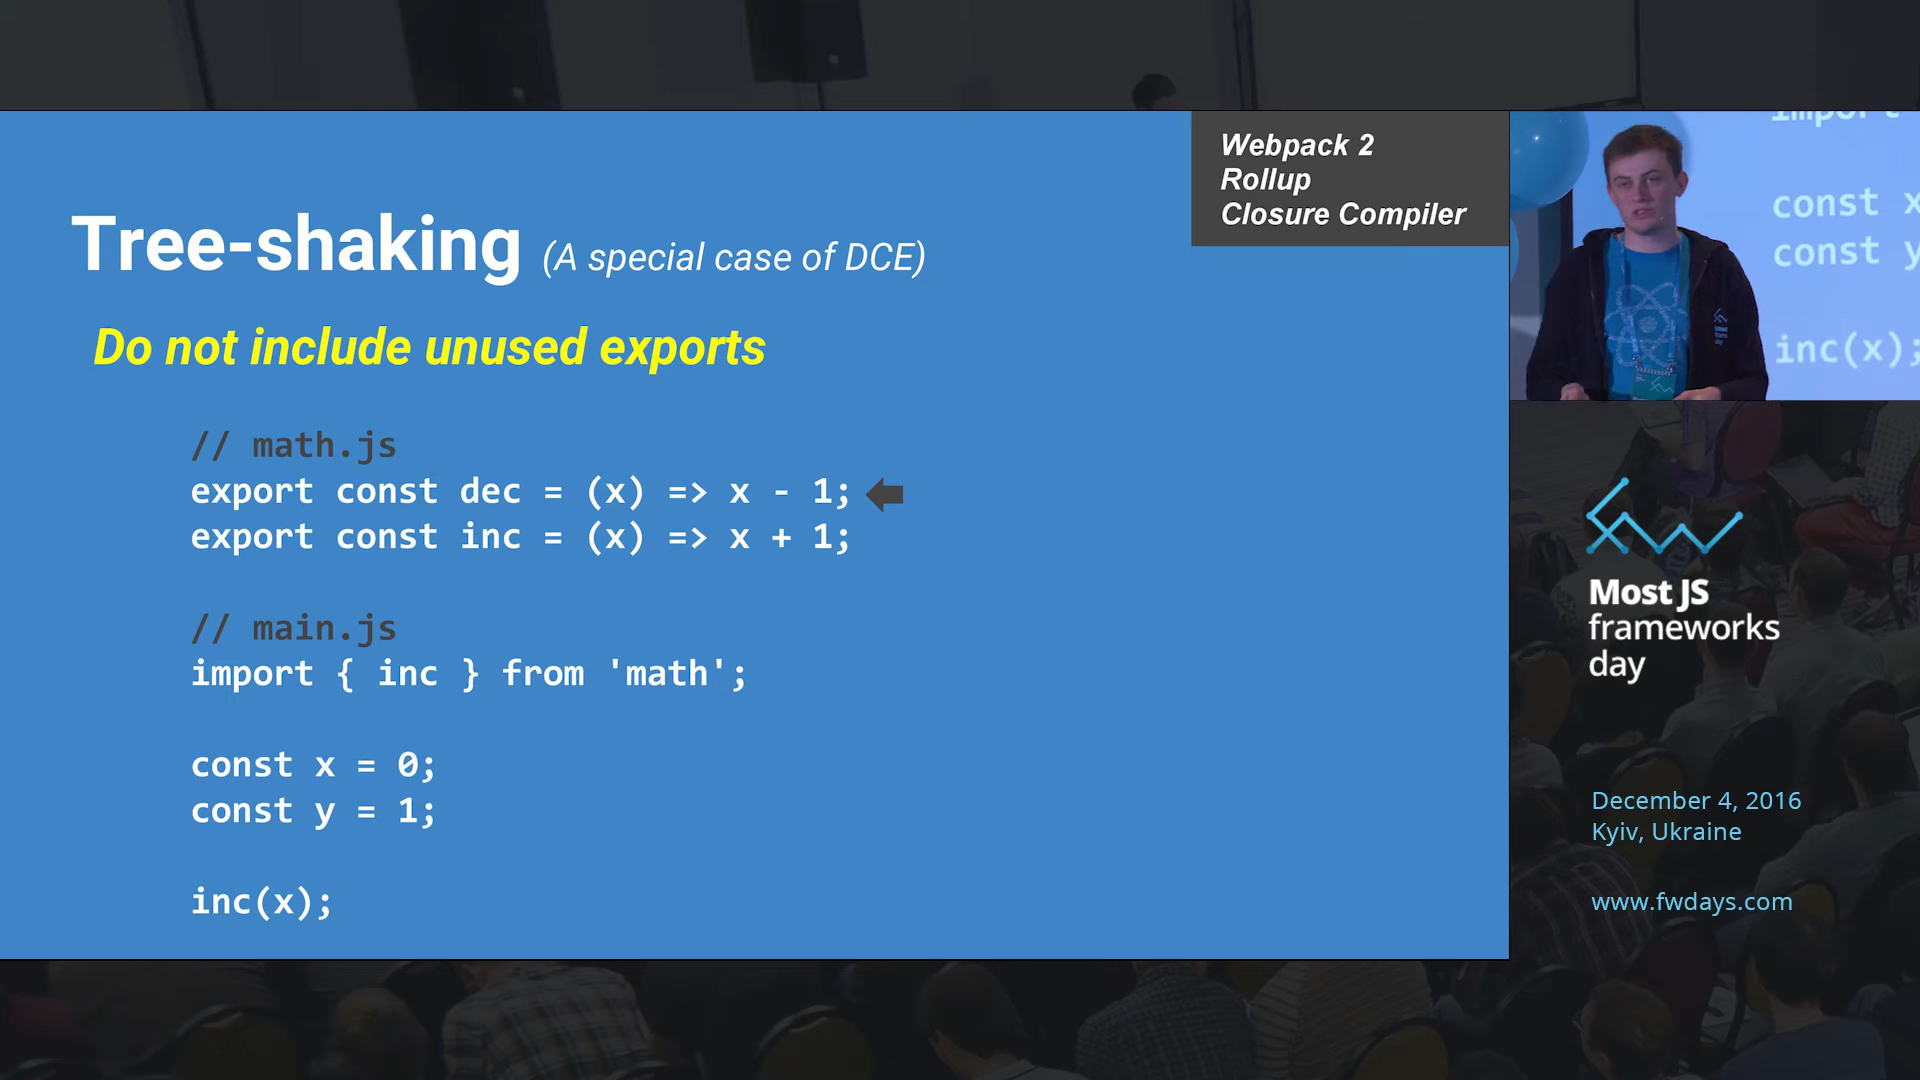 Webpack 2
Rollup
Closure Compiler
Tree-shaking (A special case of DCE)
Do not include unused exports
// math.js
export const dec = (x) => x - 1;
export const inc = (x) => x + 1;
// main.js
import { inc } from 'math';
const x = 0;
const y = 1;
inc(x);
import
const x
const y
inc(x);
Most JS
frameworks
day
December 4, 2016
Kyiv, Ukraine
www.fwdays.com